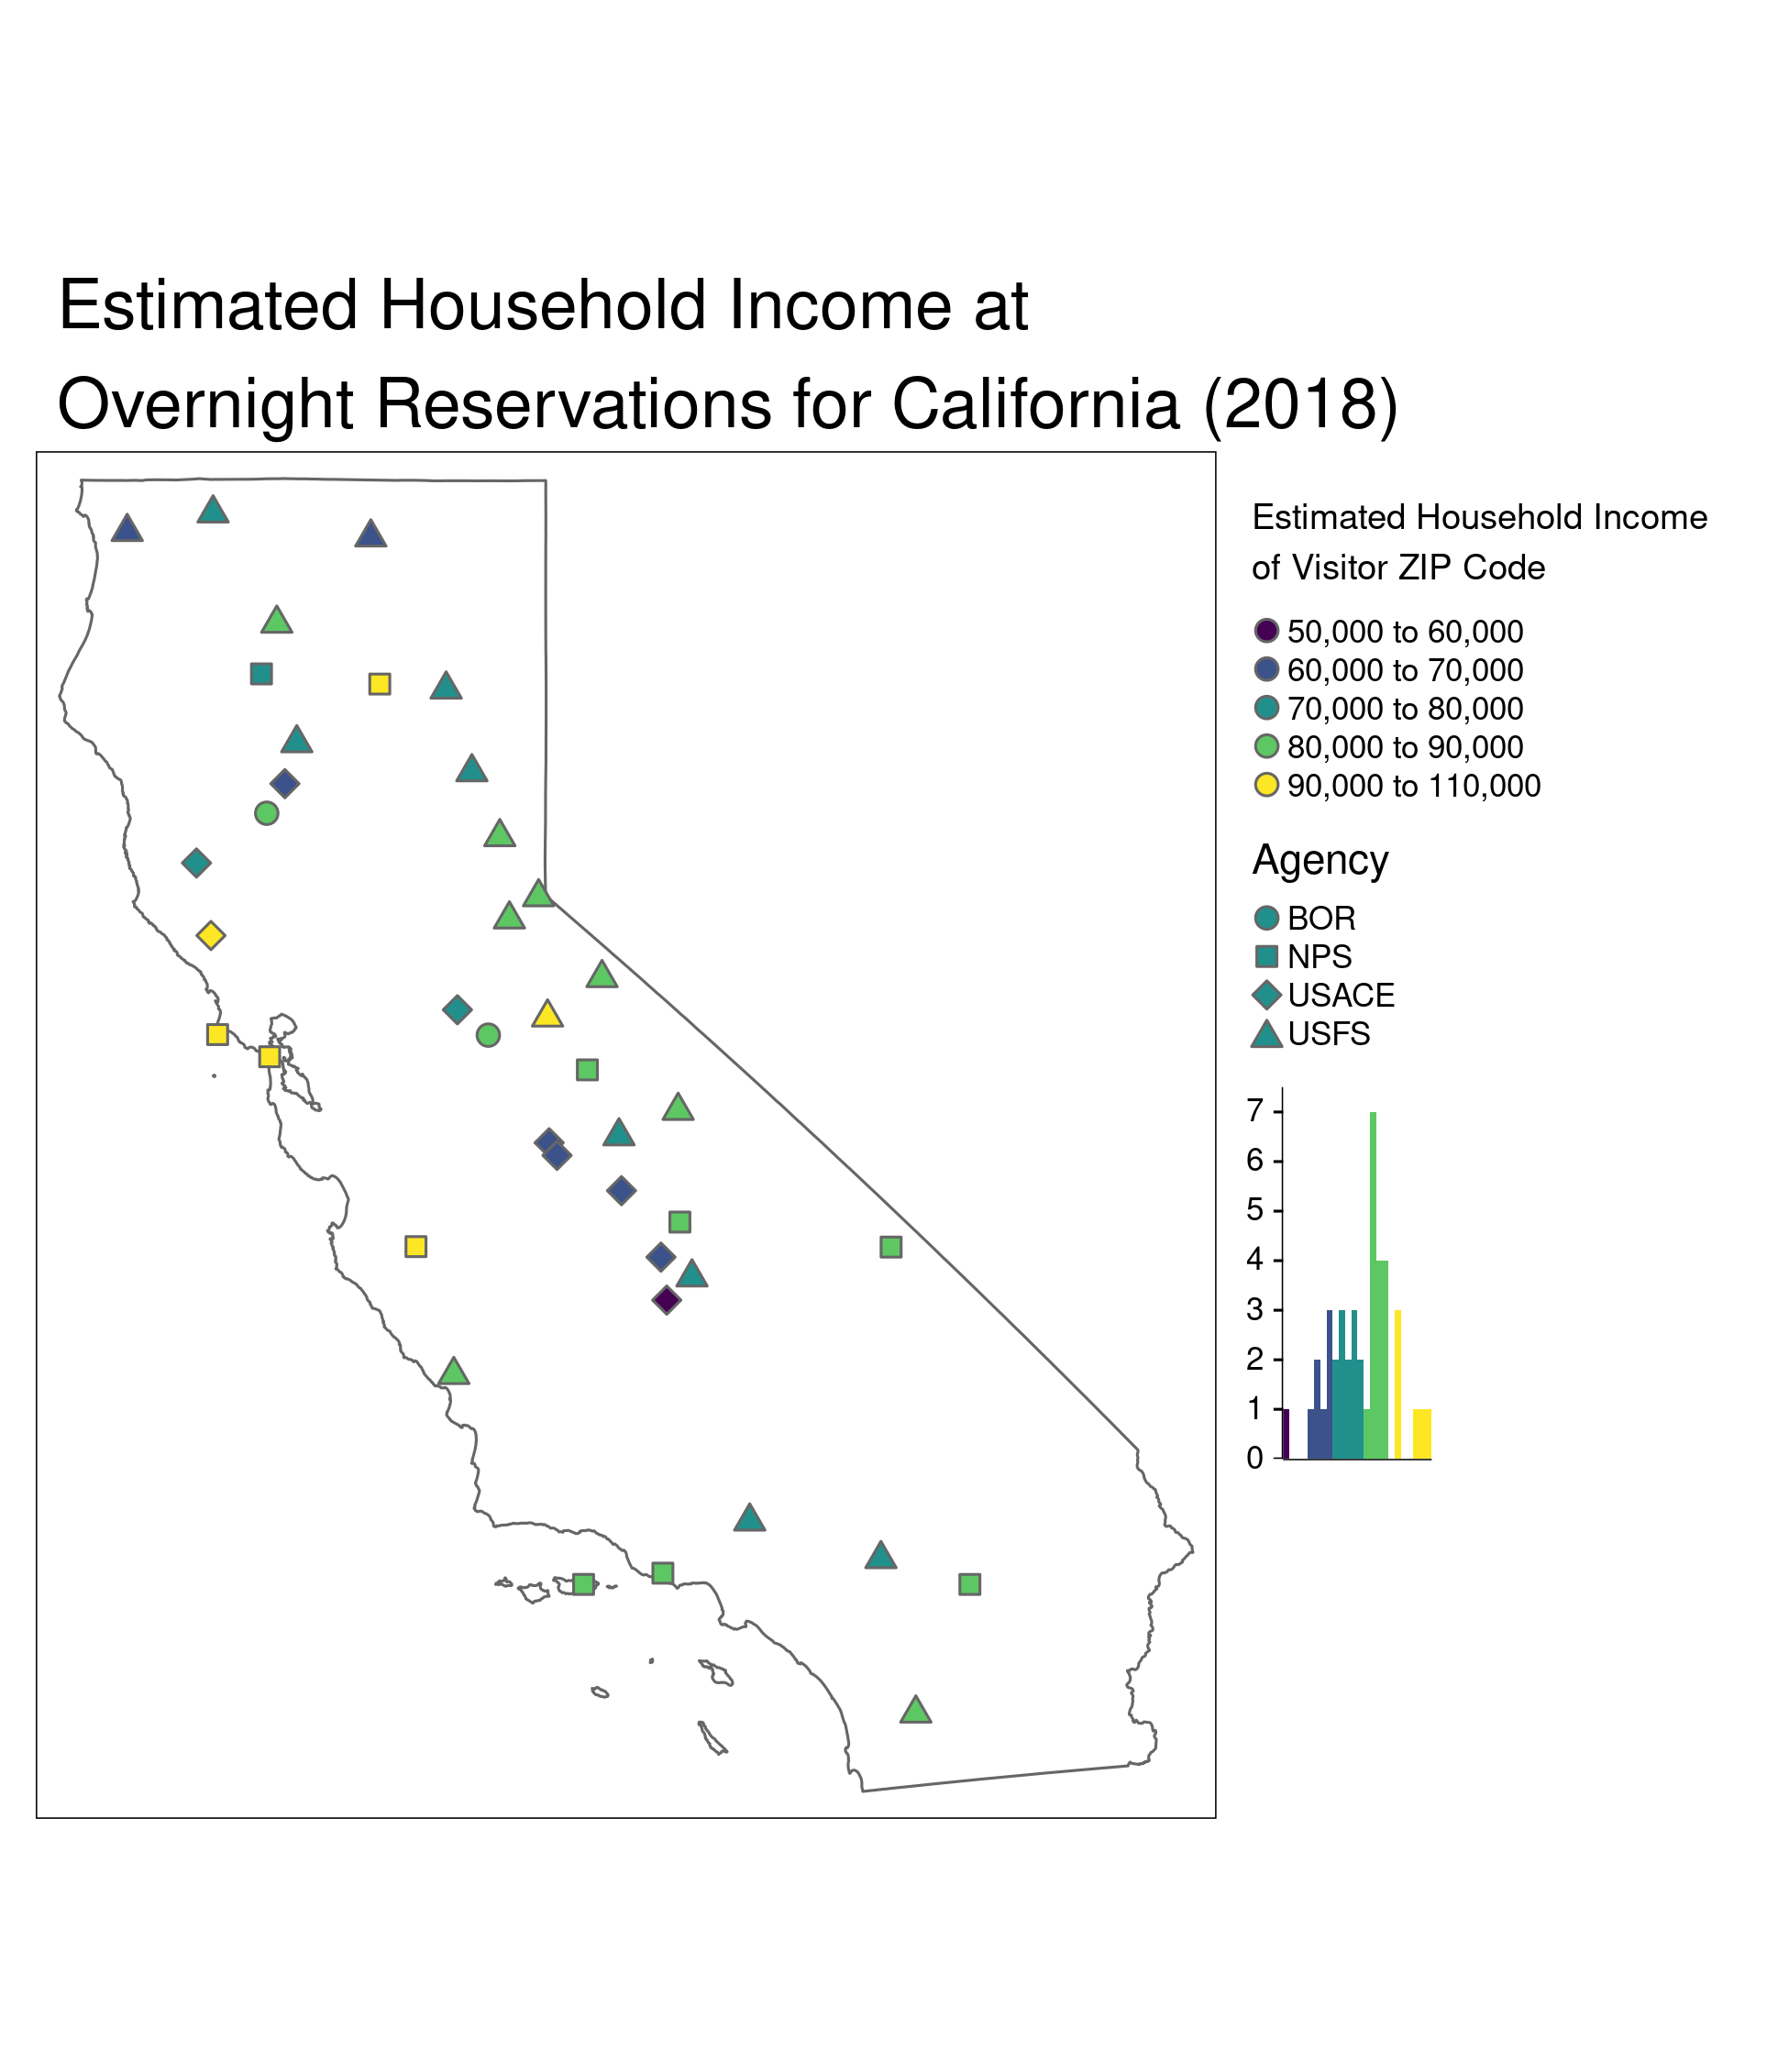 Estimated Household Income at
Overnight Reservations for California (2018)
Estimated Household Income
of Visitor ZIP Code
50,000 to 60,000
60,000 to 70,000
70,000 to 80,000
80,000 to 90,000
90,000 to 110,000
Agency
BOR
NPS
USACE
USFS
7
6
5
4
3
2
1
0